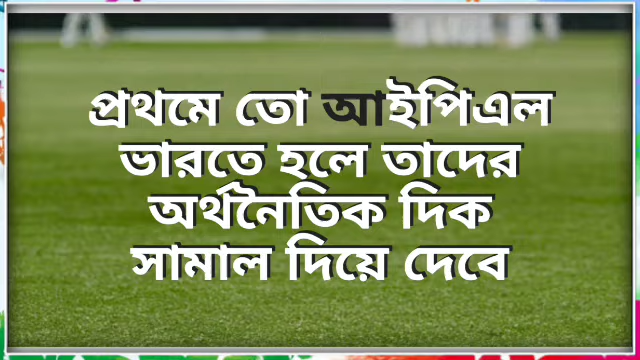 প্রথমে তো আইপিএল
ভারতে হলে তাদের
অর্থনৈতিক দিক
সামাল দিয়ে দেবে